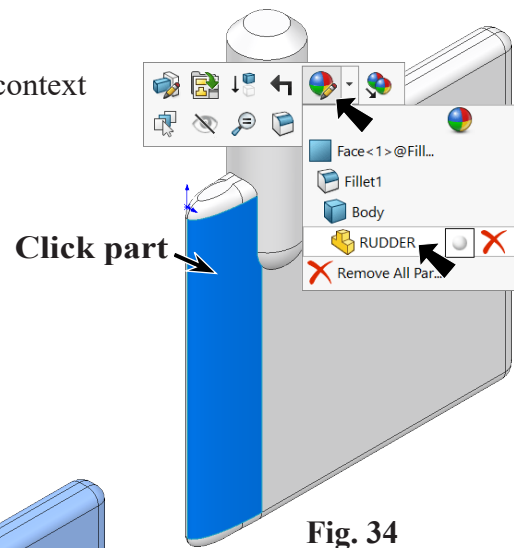 context
Face<1>@Fill...
Fillet1
Body
Click part
RUDDER
Remove All Par...
Fig. 34